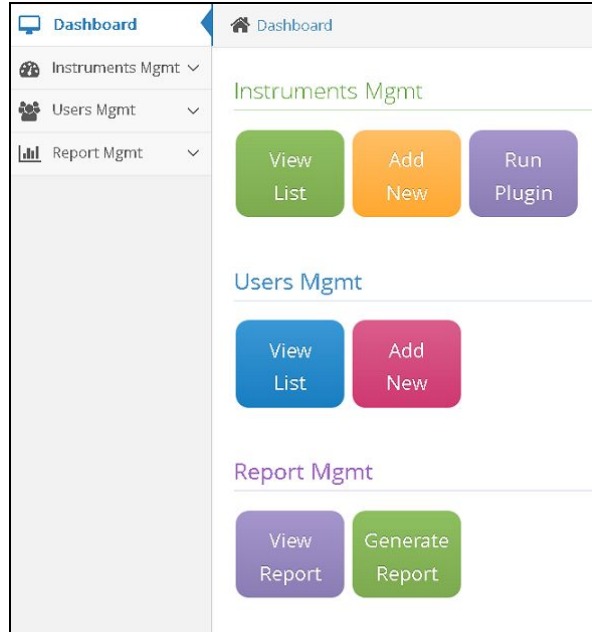 Dashboard
Instruments Mgmt
Users Mgmt
Report Mgmt
Dashboard
Instruments Mgmt
View
List
Add
New
Run
Plugin
Users Mgmt
View
List
Add
New
Report Mgmt
View
Report
Generate
Report